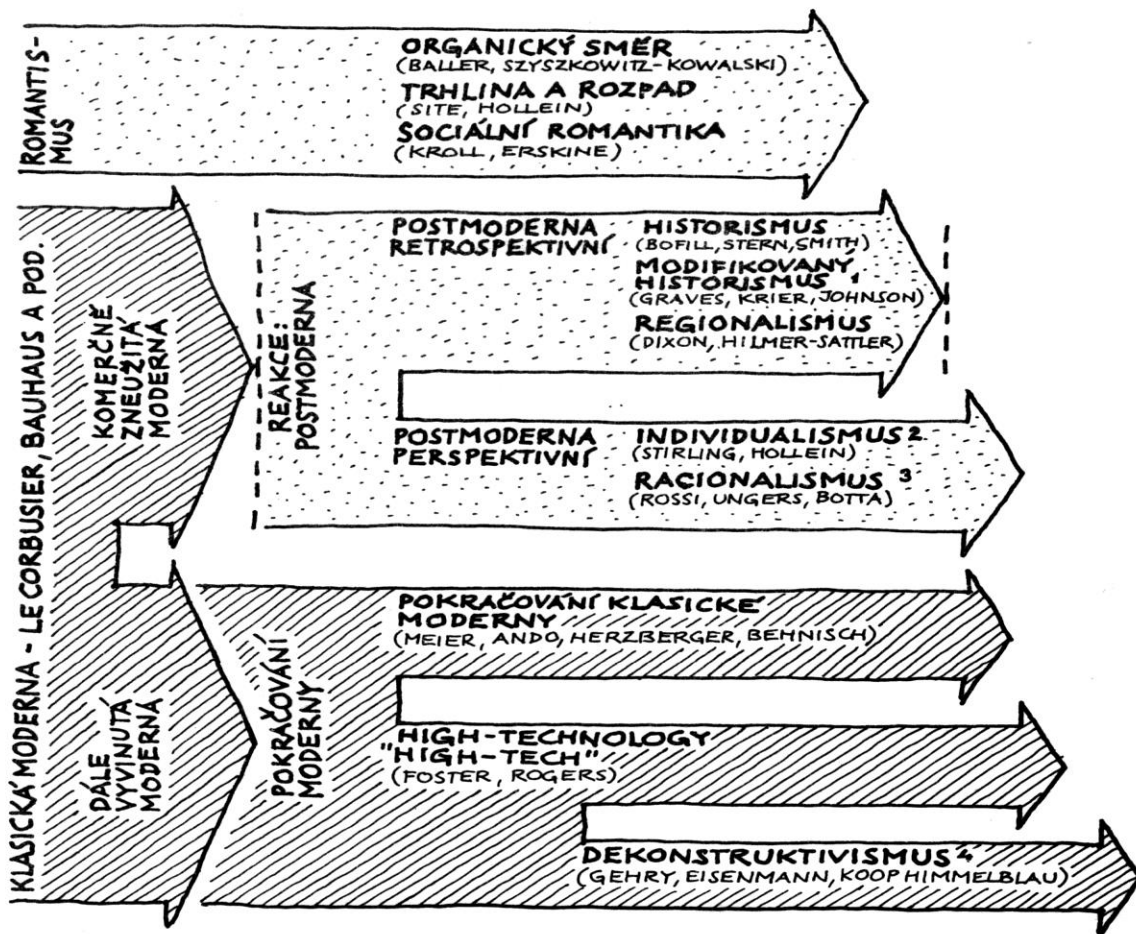 ROMANTIS-
MUS
ORGANICKÝ SMĚR
(BALLER, SZYSZKOWITZ-KOWALSKI)
TRHLINA A ROZPAD
(SITE, HOLLEIN)
SOCIÁLNÍ ROMANTIKA
(KROLL, ERSKINE)
KLASICKÁ MODERNA - LE CORBUSIER, BAUHAUS A POD.
KOMERČNĚ
ZNEUŽITÁ
MODERNÁ
REAKCE:
POSTMODERNA
POSTMODERNA
RETROSPEKTIVNÍ
HISTORISMUS
(BOFILL, STERN, SMITH)
MODIFIKOVANÝ
HISTORISMUS 1
(GRAVES, KRIER, JOHNSON)
REGIONALISMUS
(DIXON, HILMER-SATTLER)
POSTMODERNA
PERSPEKTIVNÍ
INDIVIDUALISMUS 2
(STIRLING, HOLLEIN)
RACIONALISMUS 3
(ROSSI, UNGERS, BOTTA)
DÁLE
VYVINUTÁ
MODERNÁ
POKRAČOVÁNÍ
MODERNY
POKRAČOVÁNÍ KLASICKÉ
MODERNY
(MEIER, ANDO, HERZBERGER, BEHNISCH)
HIGH-TECHNOLOGY
"HIGH-TECH"
(FOSTER, ROGERS)
DEKONSTRUKTIVISMUS 4
(GEHRY, EISENMANN, KOOP HIMMELBLAU)